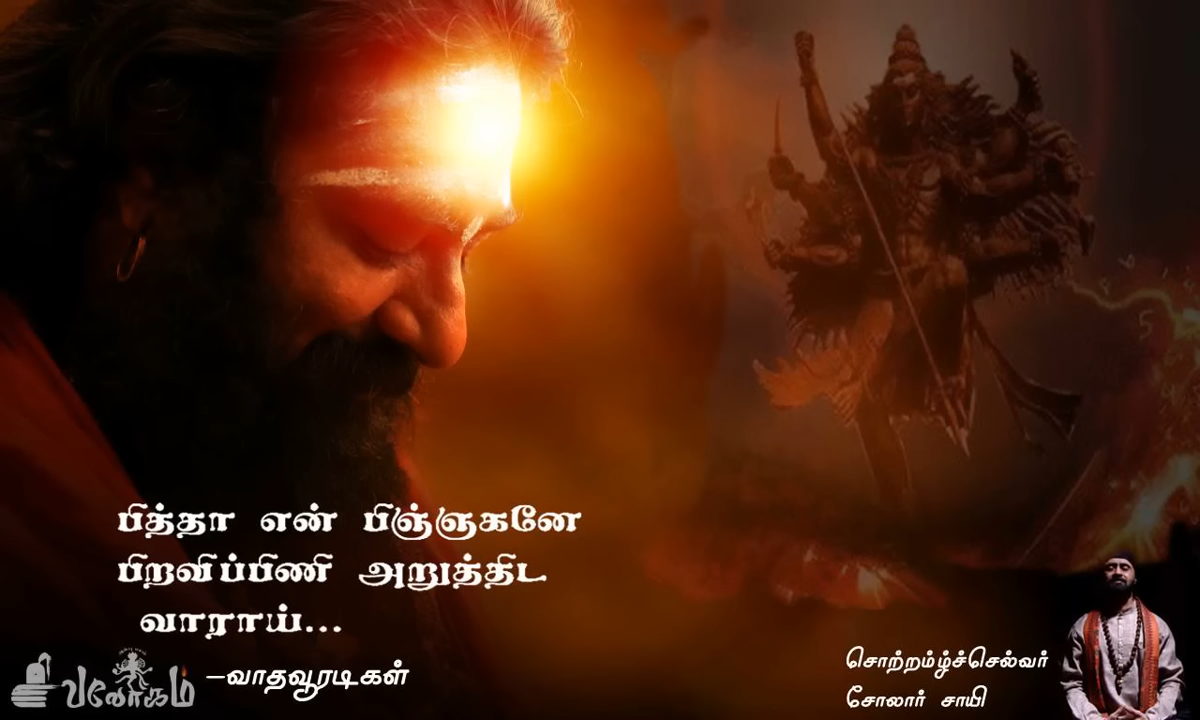 பித்தா என் பிஞ்ஞகனே
பிறவிப்பிணி அறுத்திட
வாராய்...
–வாதவூரடிகள்
சொற்றமிழ்ச்செல்வர்
சோலார் சாயி